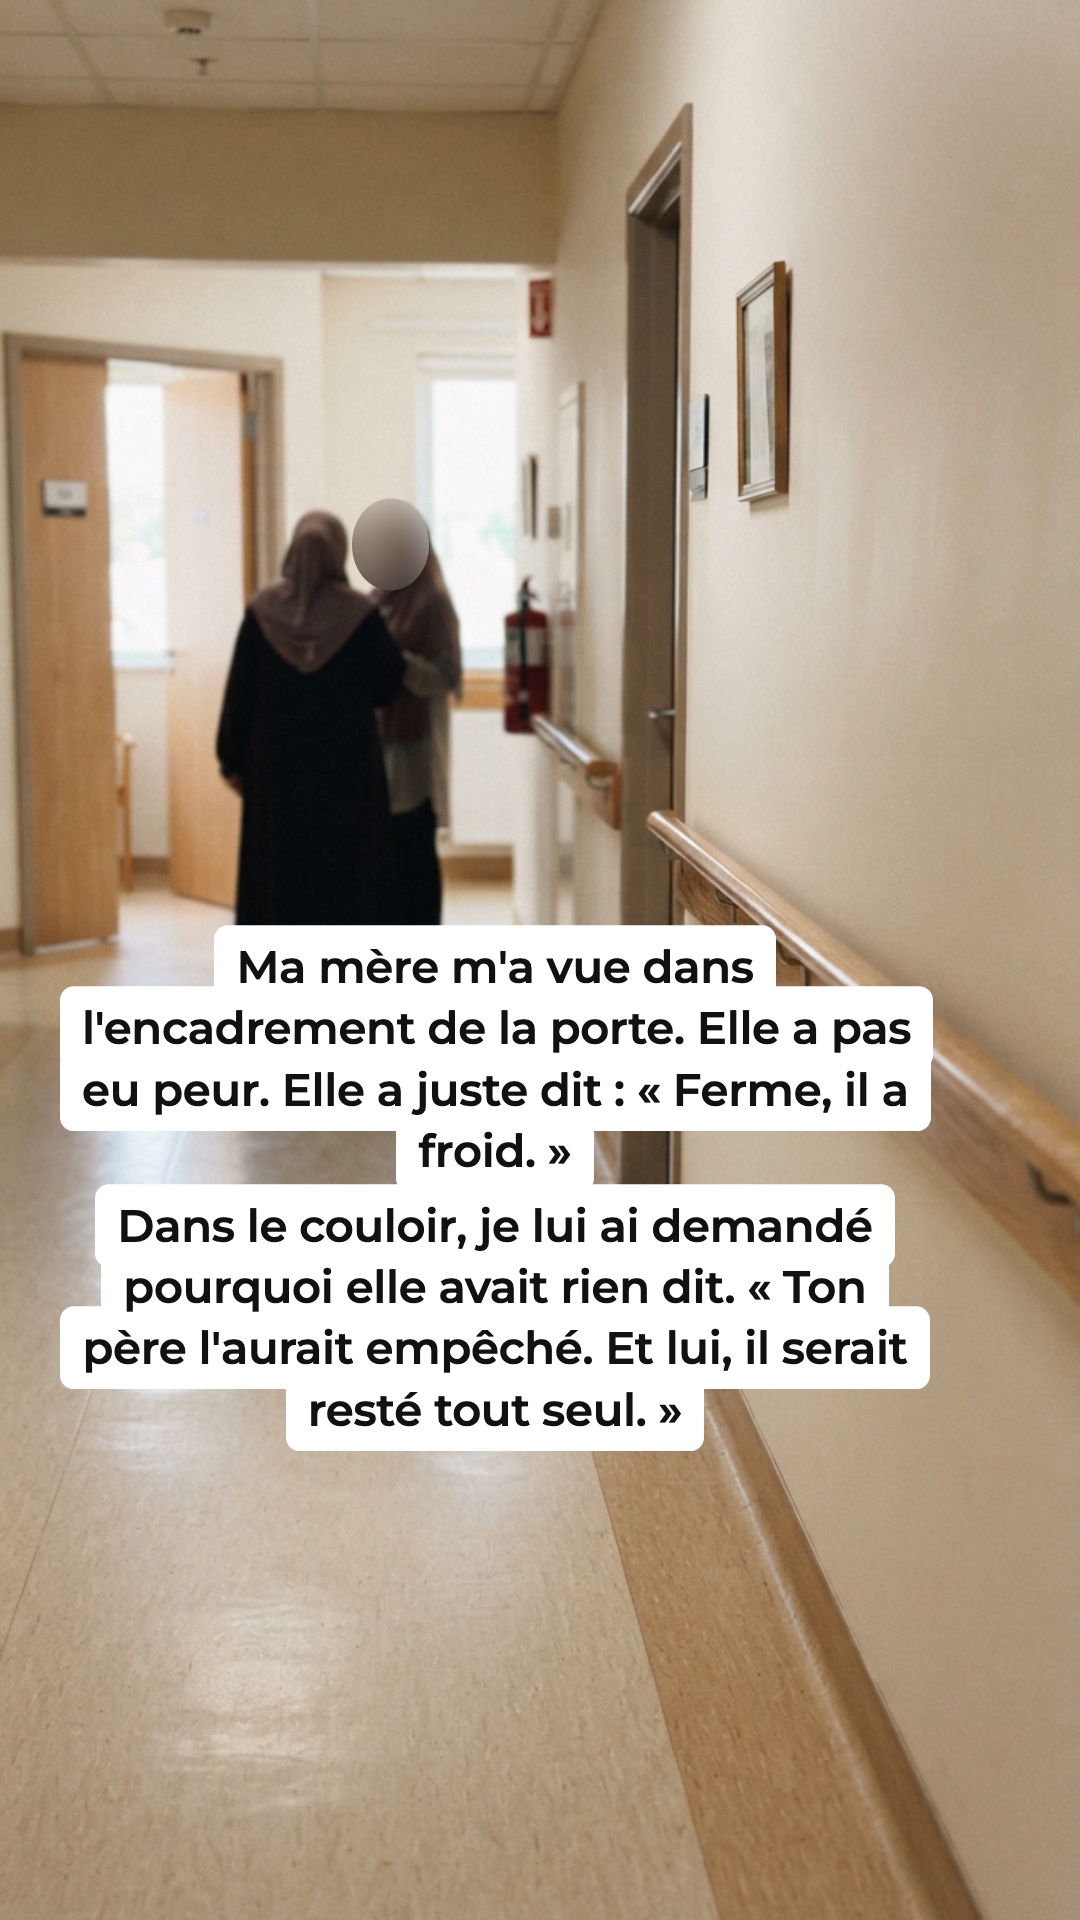 Ma mère m'a vue dans
l'encadrement de la porte. Elle a pas
eu peur. Elle a juste dit : « Ferme, il a
froid. »
Dans le couloir, je lui ai demandé
pourquoi elle avait rien dit. « Ton
père l'aurait empêché. Et lui, il serait
resté tout seul. »